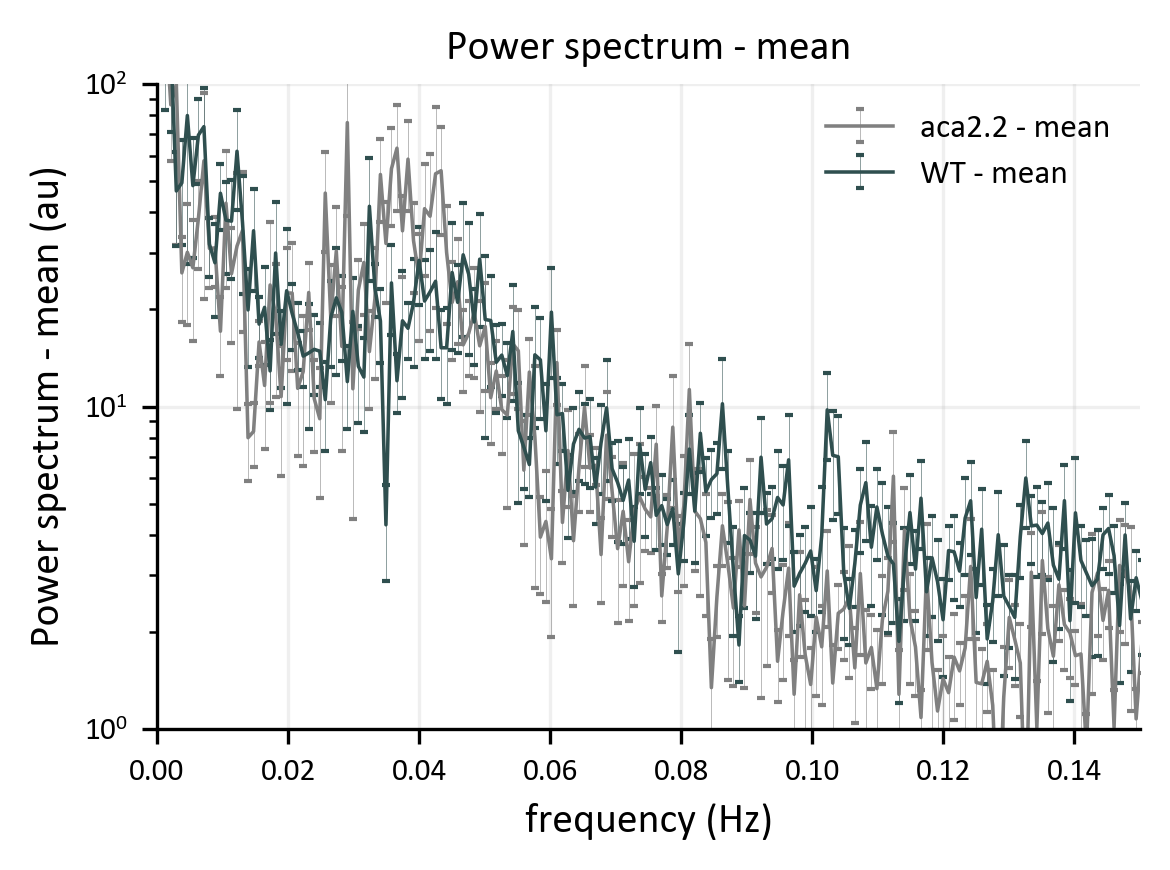 Power spectrum - mean
10²
aca2.2 - mean
WT - mean
Power spectrum - mean (au)
10¹
10⁰
0.00 0.02 0.04 0.06 0.08 0.10 0.12 0.14
frequency (Hz)